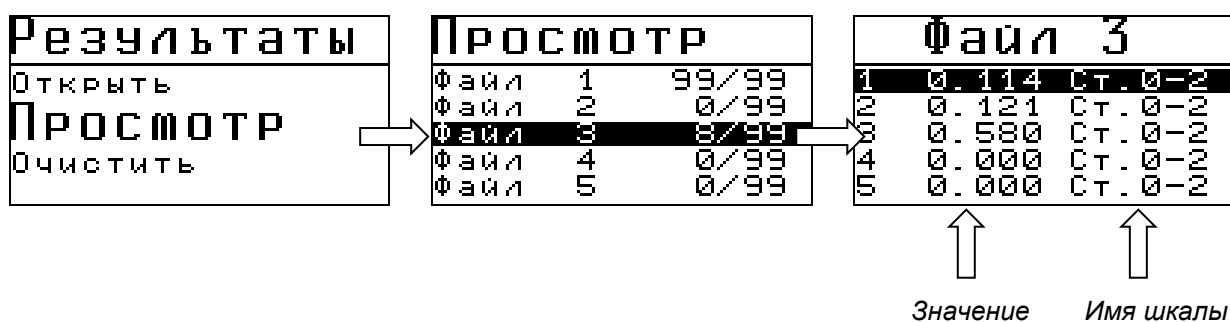 Результаты
Открыть
Просмотр
Очистить
Просмотр
Файл 1 99/99
Файл 2 0/99
Файл 3 8/99
Файл 4 0/99
Файл 5 0/99
Файл 3
1 0.114 Ст.0-2
2 0.121 Ст.0-2
3 0.580 Ст.0-2
4 0.000 Ст.0-2
5 0.000 Ст.0-2
Значение Имя шкалы